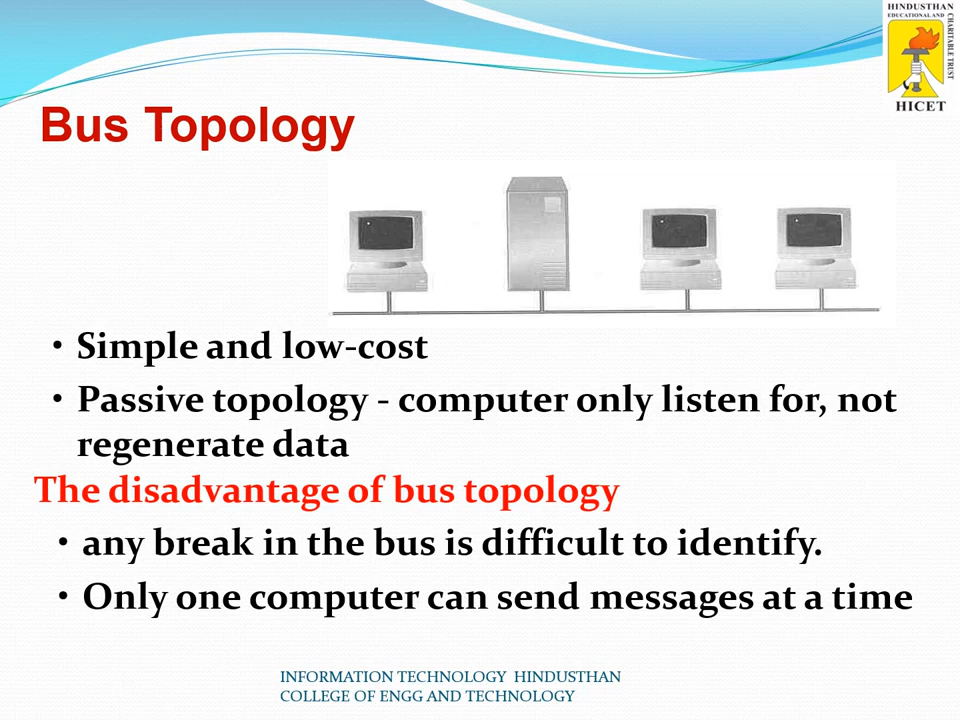 HINDUSTHAN
EDUCATIONAL AND
CHARITABLE TRUST
HICET
Bus Topology
• Simple and low-cost
• Passive topology - computer only listen for, not
regenerate data
The disadvantage of bus topology
• any break in the bus is difficult to identify.
• Only one computer can send messages at a time
INFORMATION TECHNOLOGY HINDUSTHAN
COLLEGE OF ENGG AND TECHNOLOGY